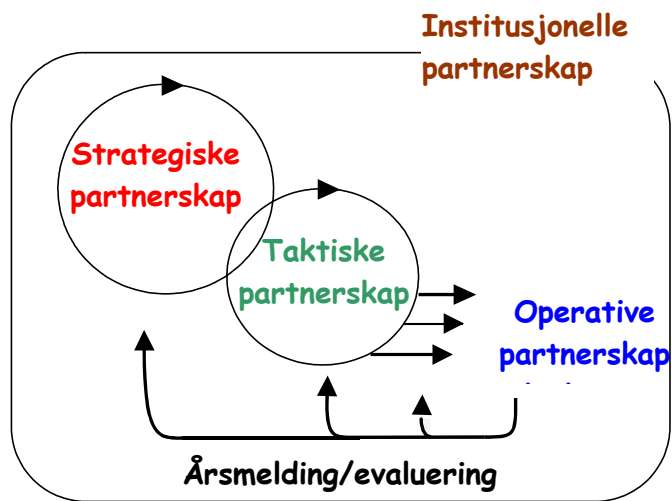 Institusjonelle
partnerskap
Strategiske
partnerskap
Taktiske
partnerskap
Operative
partnerskap
Årsmelding/evaluering